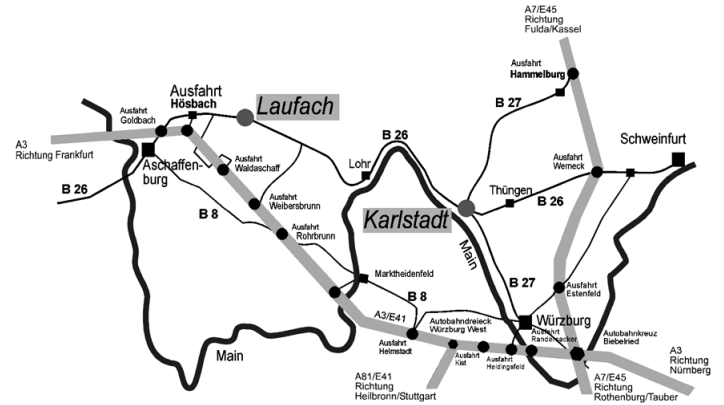 A7/E45
Richtung
Fulda/Kassel
Ausfahrt
Hammelburg
B 27
Ausfahrt
Hösbach
Laufach
Ausfahrt
Goldbach
A3
Richtung Frankfurt
Aschaffen-
burg
B 26
Ausfahrt
Waldaschaff
Lohr
B 26
Schweinfurt
Ausfahrt
Werneck
Thüngen
B 26
Ausfahrt
Weibersbrunn
B 8
Ausfahrt
Rohrbrunn
Karlstadt
Main
Marktheidenfeld
B 27
Ausfahrt
Estenfeld
B 8
A3/E41
Autobahndreieck
Würzburg West
Würzburg
Ausfahrt
Randersacker
Autobahnkreuz
Biebelried
Main
Ausfahrt
Helmstadt
Ausfahrt
Kist
Ausfahrt
Heidingsfeld
A3
Richtung
Nürnberg
A81/E41
Richtung
Heilbronn/Stuttgart
A7/E45
Richtung
Rothenburg/Tauber